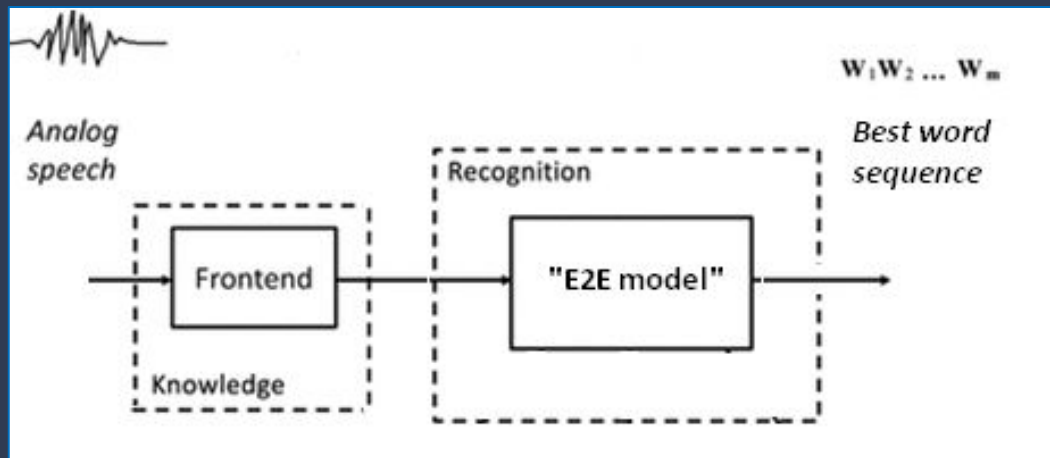 W₁W₂ ... Wₘ
Analog
speech
Best word
sequence
Recognition
Frontend
"E2E model"
Knowledge